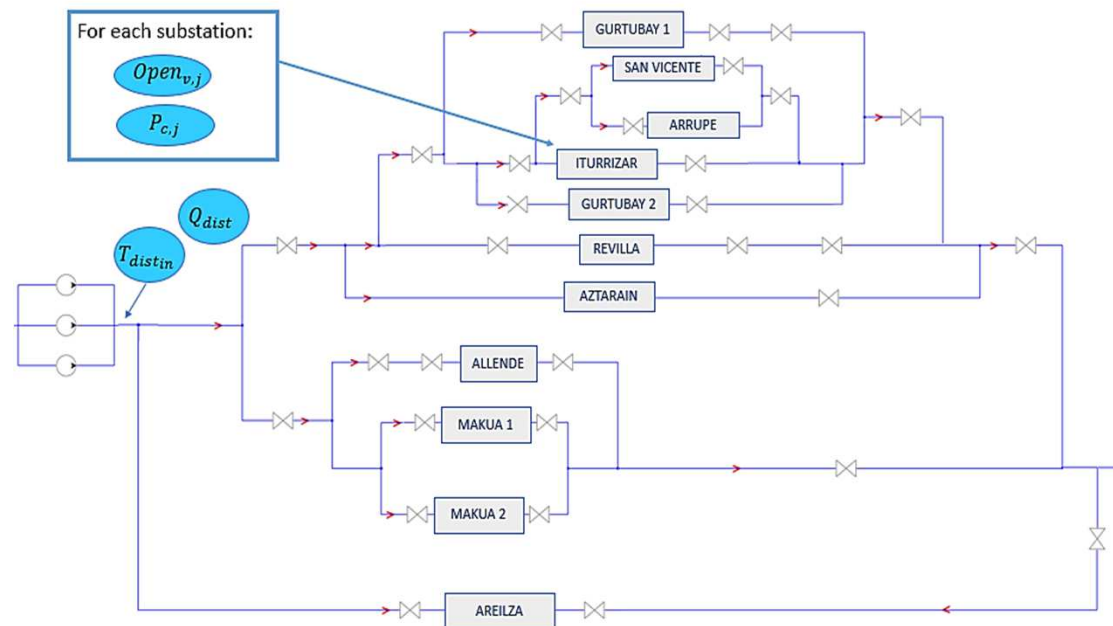 For each substation:
Open_{v,j}
P_{c,j}
GURTUBAY 1
SAN VICENTE
ARRUPE
ITURRIZAR
GURTUBAY 2
Q_{dist}
T_{dist_{in}}
REVILLA
AZTARAIN
ALLENDE
MAKUA 1
MAKUA 2
AREILZA